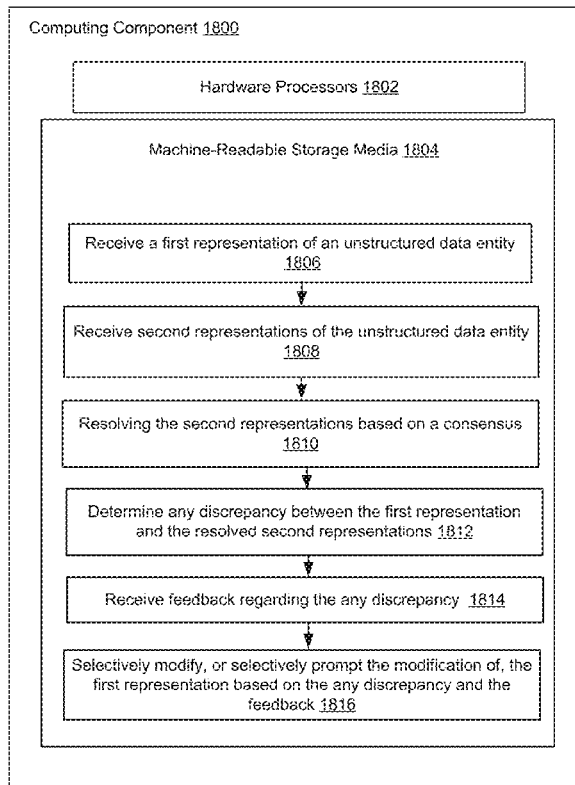 Computing Component 1800
Hardware Processors 1802
Machine-Readable Storage Media 1804
Receive a first representation of an unstructured data entity
1806
Receive second representations of the unstructured data entity
1808
Resolving the second representations based on a consensus
1810
Determine any discrepancy between the first representation
and the resolved second representations 1812
Receive feedback regarding the any discrepancy 1814
Selectively modify, or selectively prompt the modification of, the
first representation based on the any discrepancy and the
feedback 1816